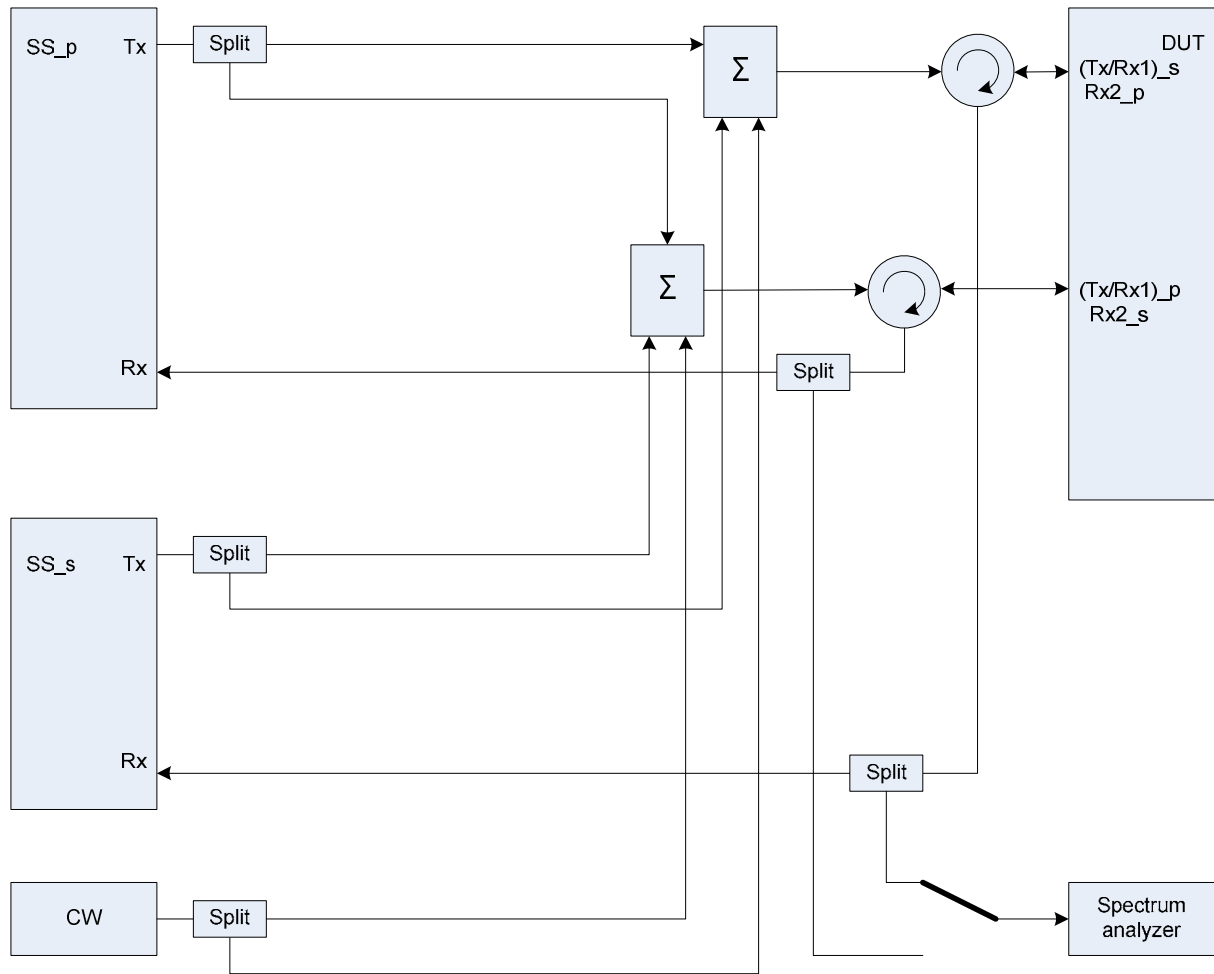 SS_p
Tx
Split
Σ
DUT
(Tx/Rx1)_s
Rx2_p
Σ
(Tx/Rx1)_p
Rx2_s
Rx
Split
SS_s
Tx
Split
Rx
Split
CW
Split
Spectrum
analyzer